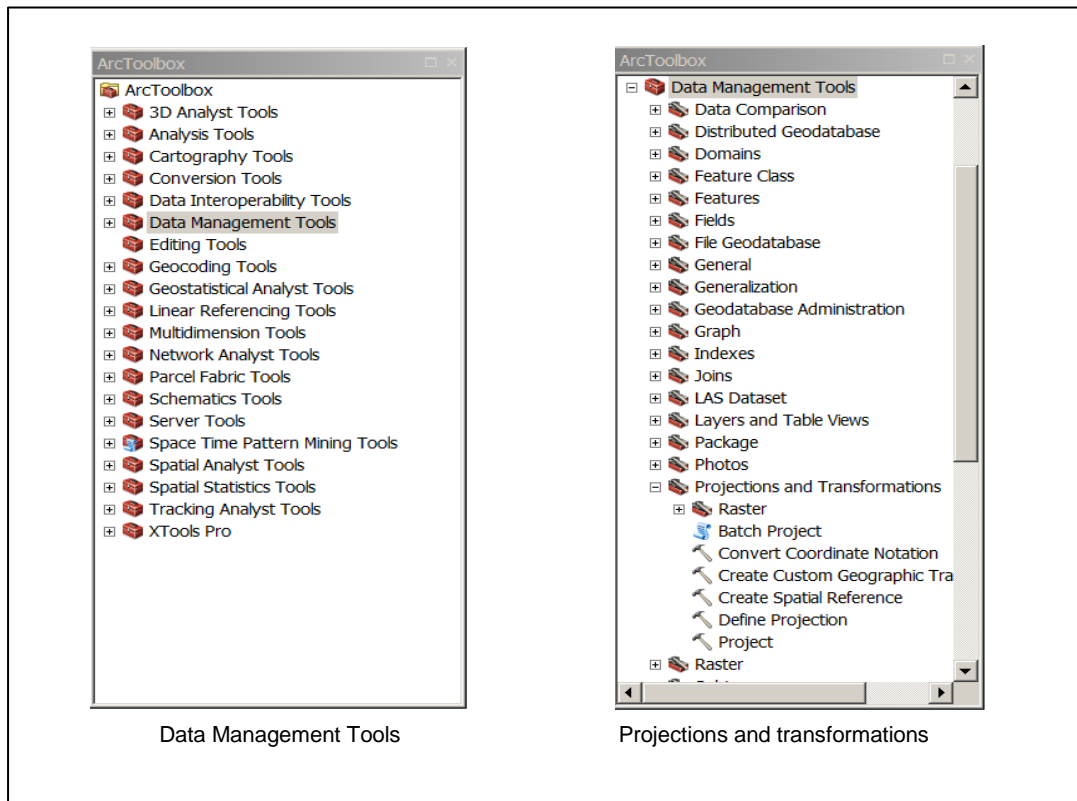 ArcToolbox
ArcToolbox
3D Analyst Tools
Analysis Tools
Cartography Tools
Conversion Tools
Data Interoperability Tools
Data Management Tools
Editing Tools
Geocoding Tools
Geostatistical Analyst Tools
Linear Referencing Tools
Multidimension Tools
Network Analyst Tools
Parcel Fabric Tools
Schematics Tools
Server Tools
Space Time Pattern Mining Tools
Spatial Analyst Tools
Spatial Statistics Tools
Tracking Analyst Tools
XTools Pro
Data Management Tools
ArcToolbox
Data Management Tools
Data Comparison
Distributed Geodatabase
Domains
Feature Class
Features
Fields
File Geodatabase
General
Generalization
Geodatabase Administration
Graph
Indexes
Joins
LAS Dataset
Layers and Table Views
Package
Photos
Projections and Transformations
Raster
Batch Project
Convert Coordinate Notation
Create Custom Geographic Tra
Create Spatial Reference
Define Projection
Project
Raster
Projections and transformations